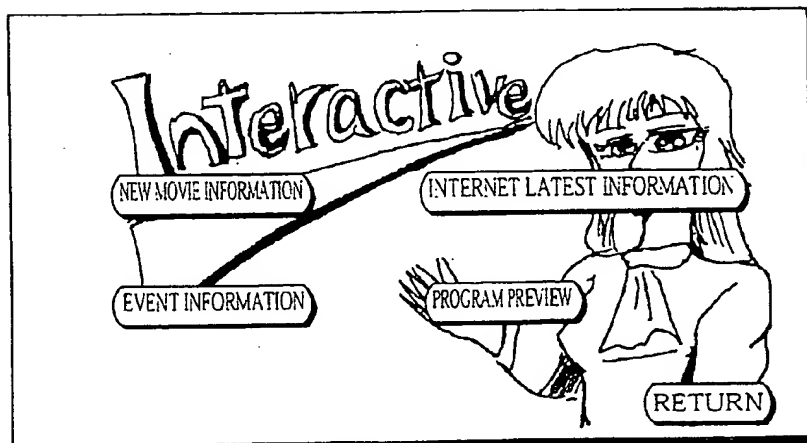 Interactive
NEW MOVIE INFORMATION
INTERNET LATEST INFORMATION
EVENT INFORMATION
PROGRAM PREVIEW
RETURN